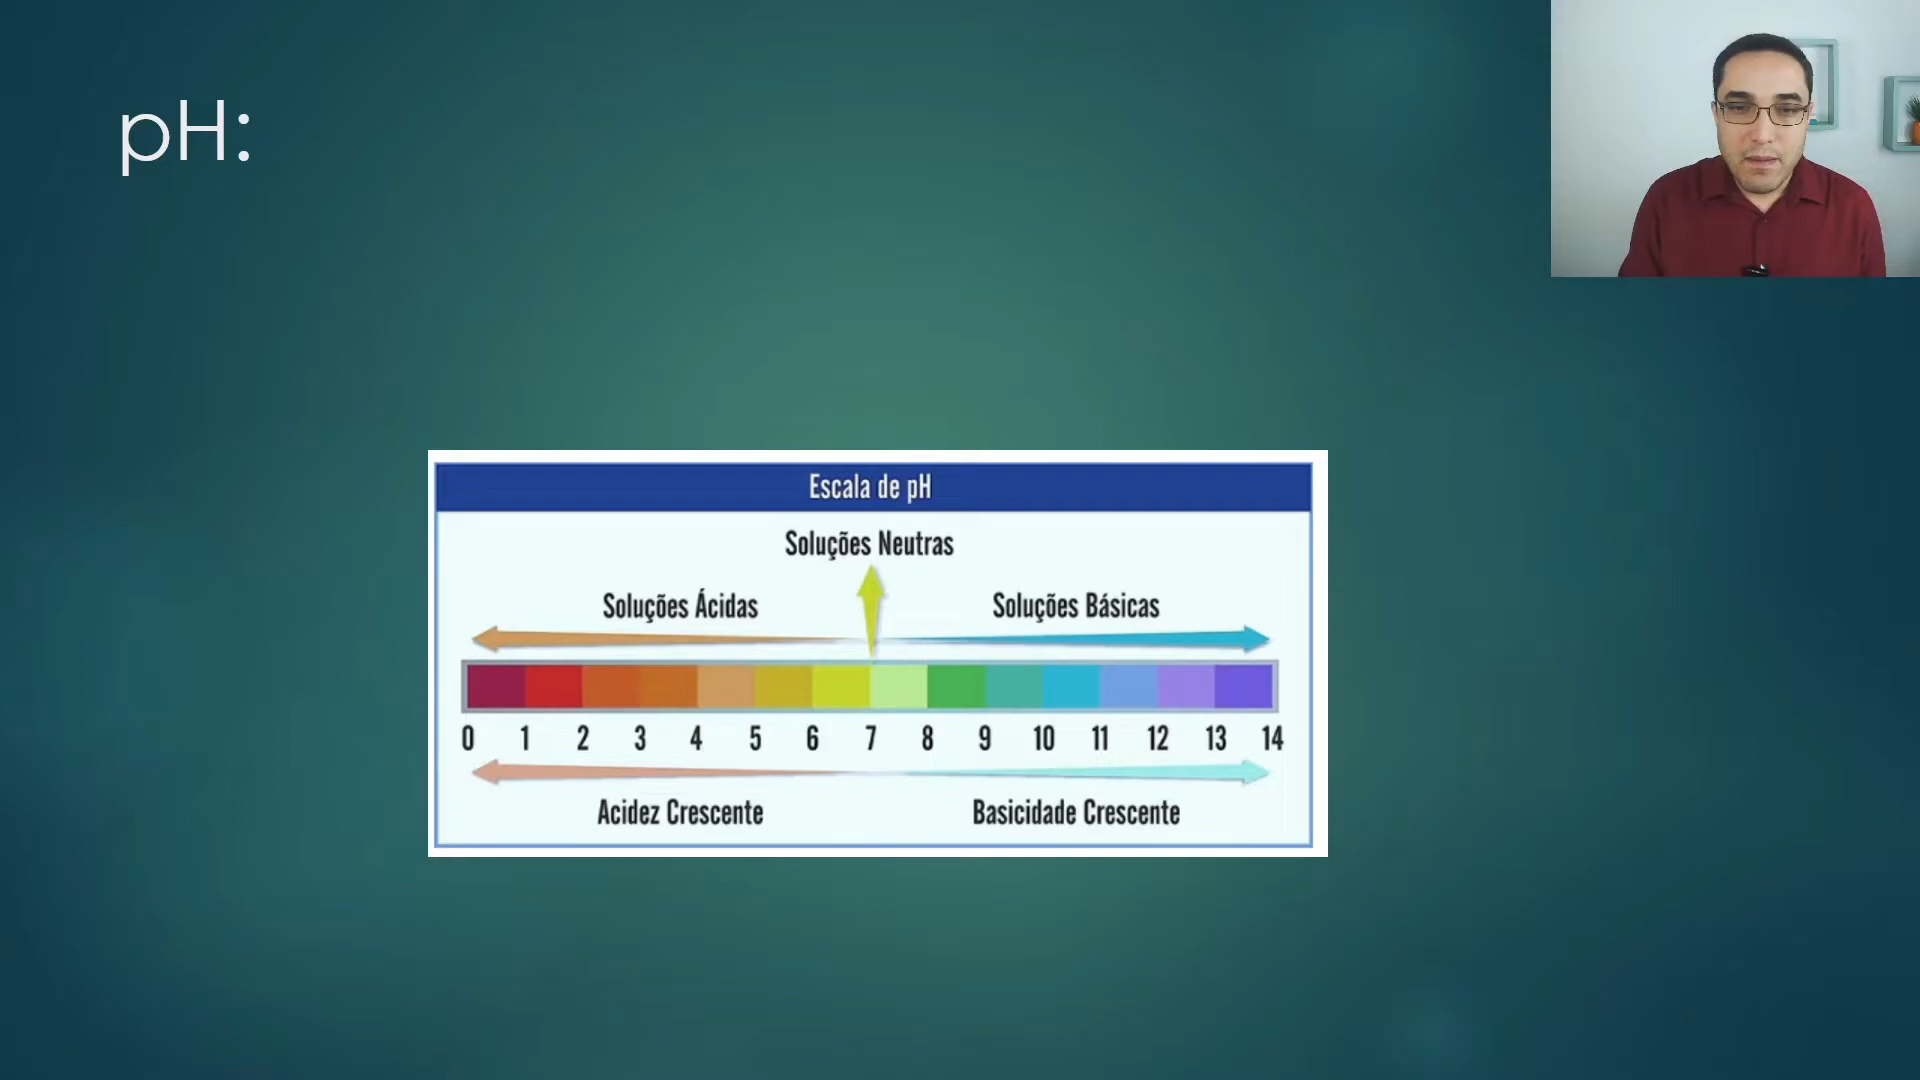 pH:
Escala de pH
Soluções Neutras
Soluções Ácidas Soluções Básicas
0 1 2 3 4 5 6 7 8 9 10 11 12 13 14
Acidez Crescente Basicidade Crescente